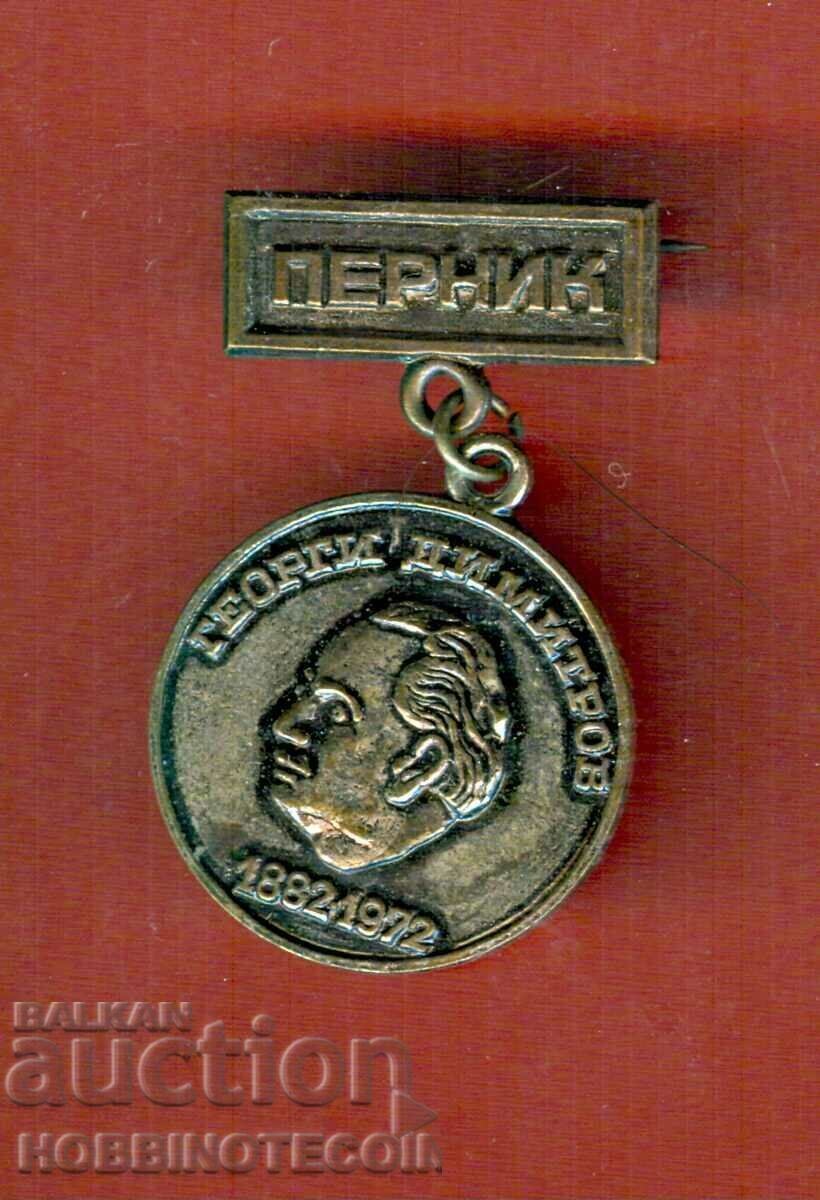 ПЕРНИК
ГЕОРГИ ДИМИТРОВ
1882-1972
BALKAN
auction
HOBBINOTECOIN